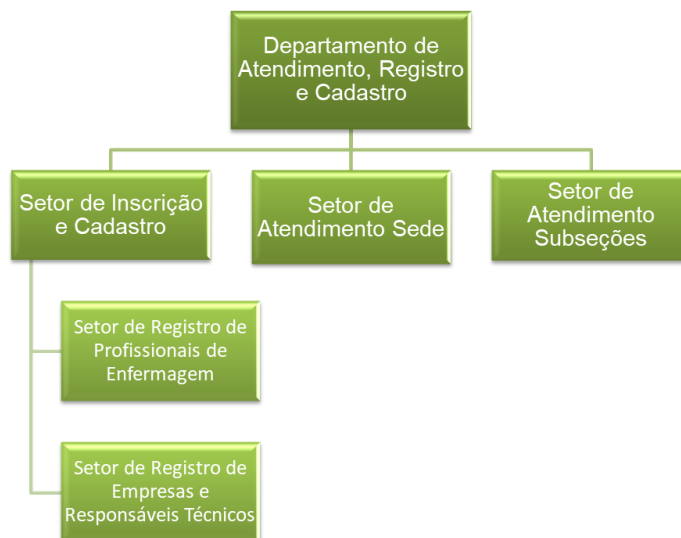 Departamento de
Atendimento, Registro
e Cadastro
Setor de Inscrição
e Cadastro
Setor de
Atendimento Sede
Setor de
Atendimento
Subseções
Setor de Registro de
Profissionais de
Enfermagem
Setor de Registro de
Empresas e
Responsáveis Técnicos